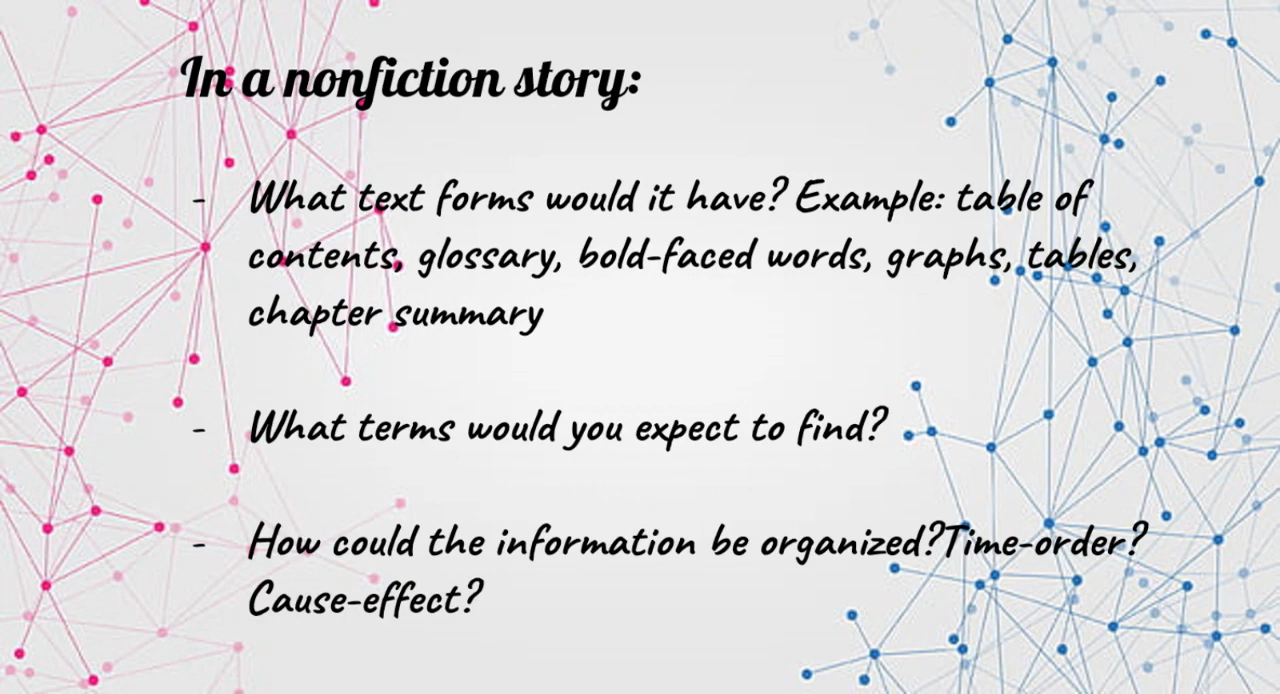 In a nonfiction story:
- What text forms would it have? Example: table of
contents, glossary, bold-faced words, graphs, tables,
chapter summary
- What terms would you expect to find?
- How could the information be organized?Time-order?
Cause-effect?